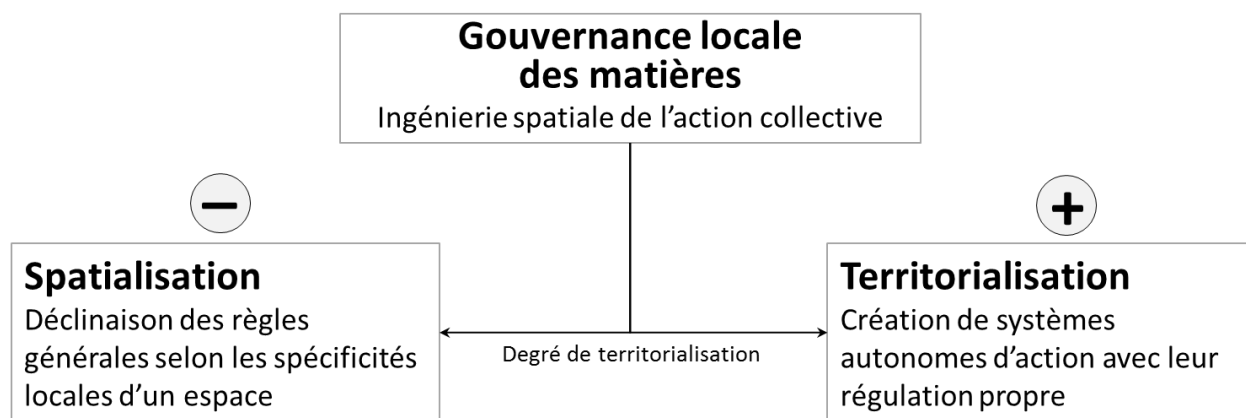 Gouvernance locale
des matières
Ingénierie spatiale de l’action collective
−
+
Spatialisation
Déclinaison des règles
générales selon les spécificités
locales d’un espace
Degré de territorialisation
Territorialisation
Création de systèmes
autonomes d’action avec leur
régulation propre